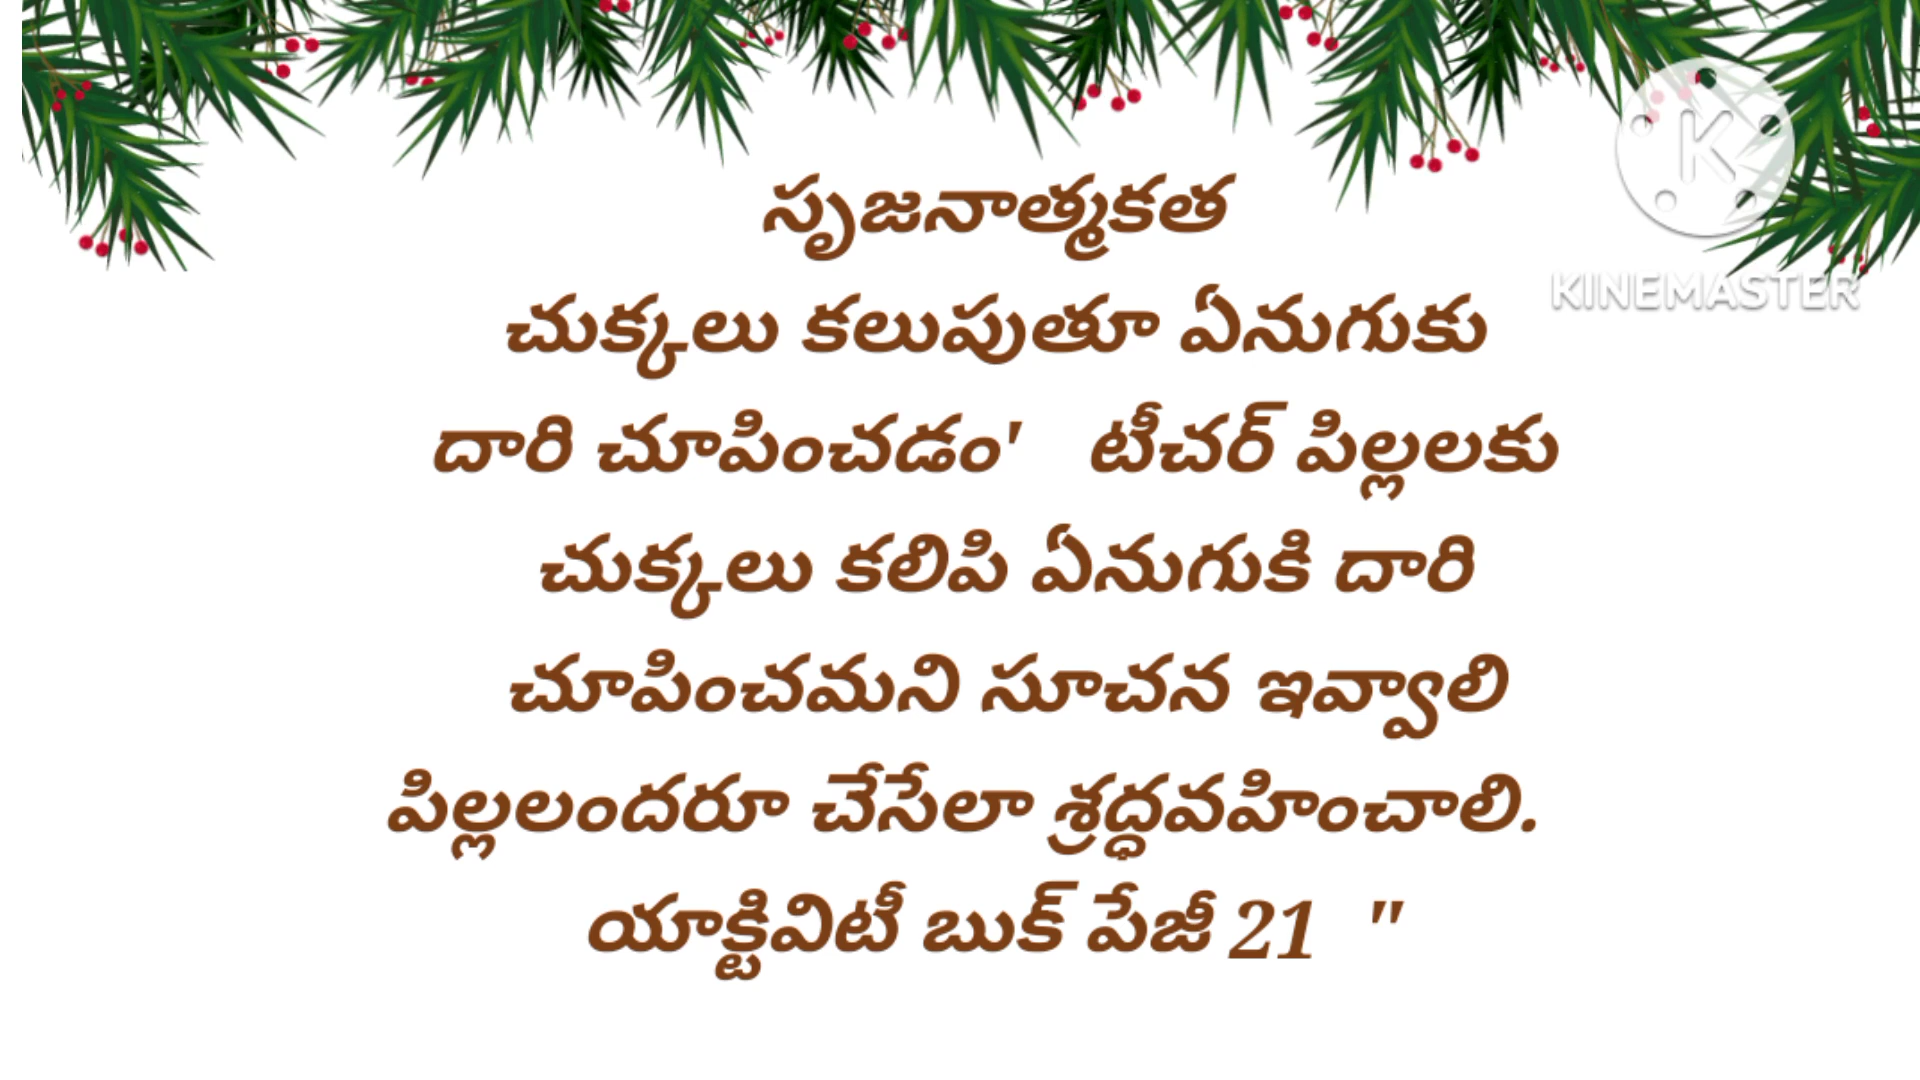 సృజనాత్మకత
చుక్కలు కలుపుతూ ఏనుగుకు
దారి చూపించడం' టీచర్ పిల్లలకు
చుక్కలు కలిపి ఏనుగుకి దారి
చూపించమని సూచన ఇవ్వాలి
పిల్లలందరూ చేసేలా శ్రద్ధవహించాలి.
యాక్టివిటీ బుక్ పేజీ 21 "
K
KINEMASTER